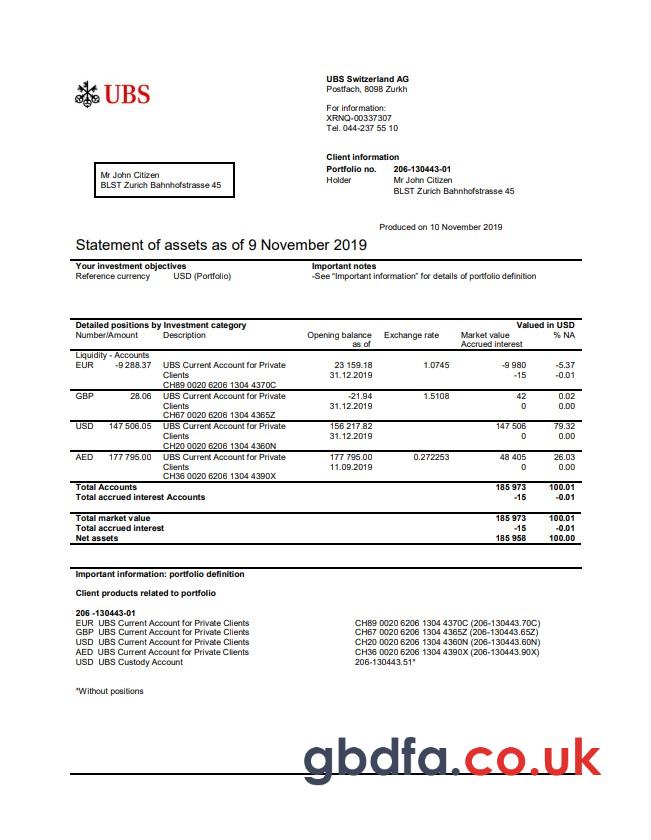 UBS
UBS Switzerland AG
Postfach, 8098 Zurkh
For information:
XRNQ-00337307
Tel. 044-237 55 10
Mr John Citizen
BLST Zurich Bahnhofstrasse 45
Client information
Portfolio no. 206-130443-01
Holder Mr John Citizen
BLST Zurich Bahnhofstrasse 45
Produced on 10 November 2019
Statement of assets as of 9 November 2019
Your investment objectives Important notes
Reference currency USD (Portfolio) -See "Important information" for details of portfolio definition
Detailed positions by Investment category Valued in USD
Number/Amount Description Opening balance Exchange rate Market value % NA
as of Accrued interest
Liquidity - Accounts
EUR -9 288.37 UBS Current Account for Private 23 159.18 1.0745 -9 980 -5.37
Clients 31.12.2019 -15 -0.01
CH89 0020 6206 1304 4370C
GBP 28.06 UBS Current Account for Private -21.94 1.5108 42 0.02
Clients 31.12.2019 0 0.00
CH67 0020 6206 1304 4365Z
USD 147 506.05 UBS Current Account for Private 156 217.82 147 506 79.32
Clients 31.12.2019 0 0.00
CH20 0020 6206 1304 4360N
AED 177 795.00 UBS Current Account for Private 177 795.00 0.272253 48 405 26.03
Clients 11.09.2019 0 0.00
CH36 0020 6206 1304 4390X
Total Accounts 185 973 100.01
Total accrued interest Accounts -15 -0.01
Total market value 185 973 100.01
Total accrued interest -15 -0.01
Net assets 185 958 100.00
Important information: portfolio definition
Client products related to portfolio
206 -130443-01
EUR UBS Current Account for Private Clients CH89 0020 6206 1304 4370C (206-130443.70C)
GBP UBS Current Account for Private Clients CH67 0020 6206 1304 4365Z (206-130443.65Z)
USD UBS Current Account for Private Clients CH20 0020 6206 1304 4360N (206-130443.60N)
AED UBS Current Account for Private Clients CH36 0020 6206 1304 4390X (206-130443.90X)
USD UBS Custody Account 206-130443.51*
*Without positions
gbdfa.co.uk